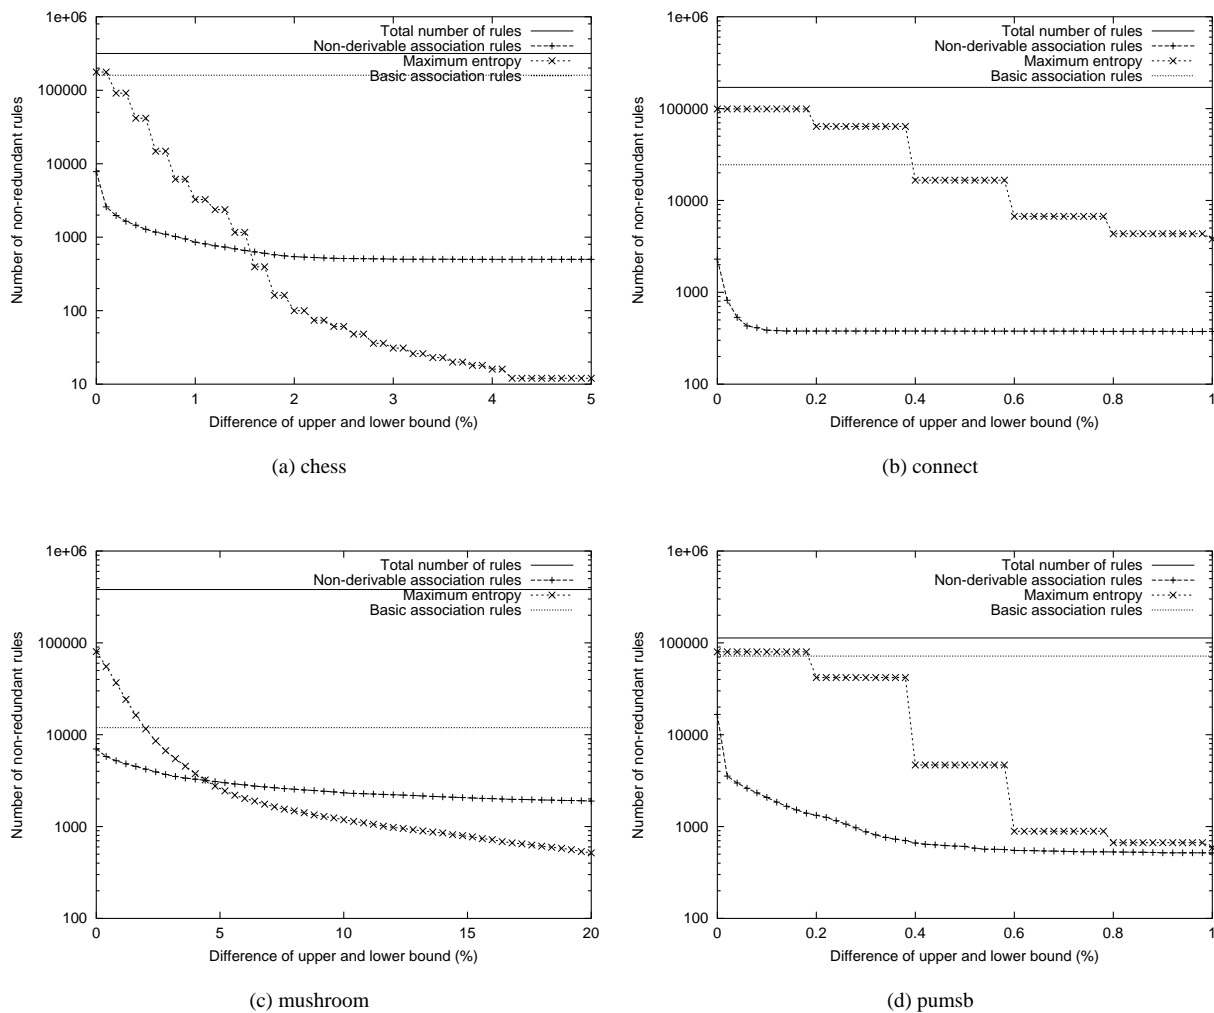 1e+06
100000
10000
1000
100
10
0
1
2
3
4
5
Number of non-redundant rules
Difference of upper and lower bound (%)
Total number of rules
Non-derivable association rules
Maximum entropy
Basic association rules
(a) chess
1e+06
100000
10000
1000
100
0
0.2
0.4
0.6
0.8
1
Number of non-redundant rules
Difference of upper and lower bound (%)
Total number of rules
Non-derivable association rules
Maximum entropy
Basic association rules
(b) connect
1e+06
100000
10000
1000
100
0
5
10
15
20
Number of non-redundant rules
Difference of upper and lower bound (%)
Total number of rules
Non-derivable association rules
Maximum entropy
Basic association rules
(c) mushroom
1e+06
100000
10000
1000
100
0
0.2
0.4
0.6
0.8
1
Number of non-redundant rules
Difference of upper and lower bound (%)
Total number of rules
Non-derivable association rules
Maximum entropy
Basic association rules
(d) pumsb